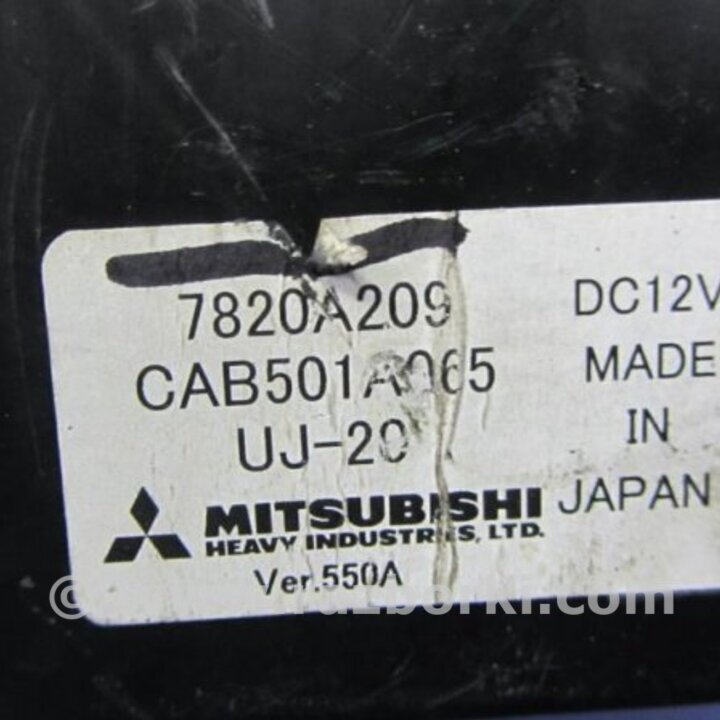 7820A209
CAB501A065
UJ-20
MITSUBISHI
HEAVY INDUSTRIES, LTD.
Ver.550A
DC12V
MADE
IN
JAPAN